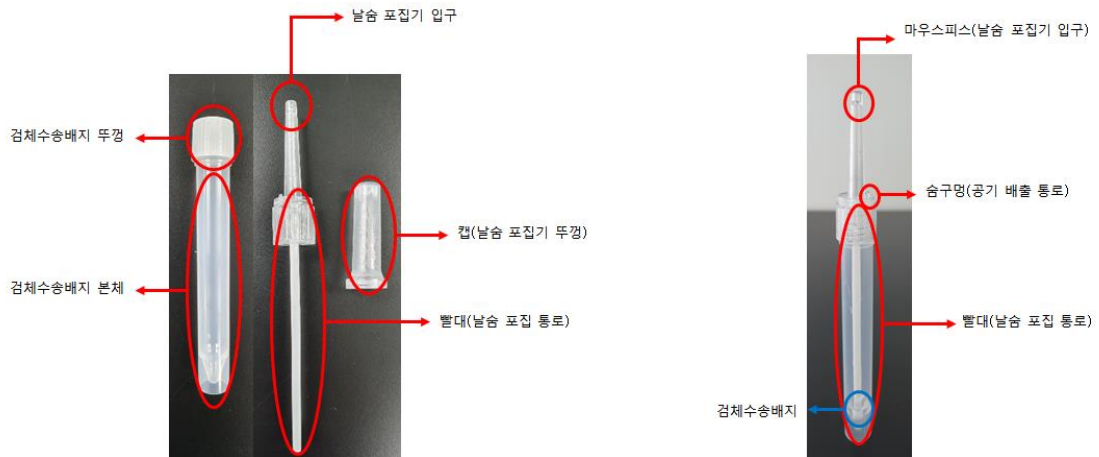 날숨 포집기 입구
검체수송배지 뚜껑
캡(날숨 포집기 뚜껑)
검체수송배지 본체
빨대(날숨 포집 통로)
마우스피스(날숨 포집기 입구)
숨구멍(공기 배출 통로)
빨대(날숨 포집 통로)
검체수송배지